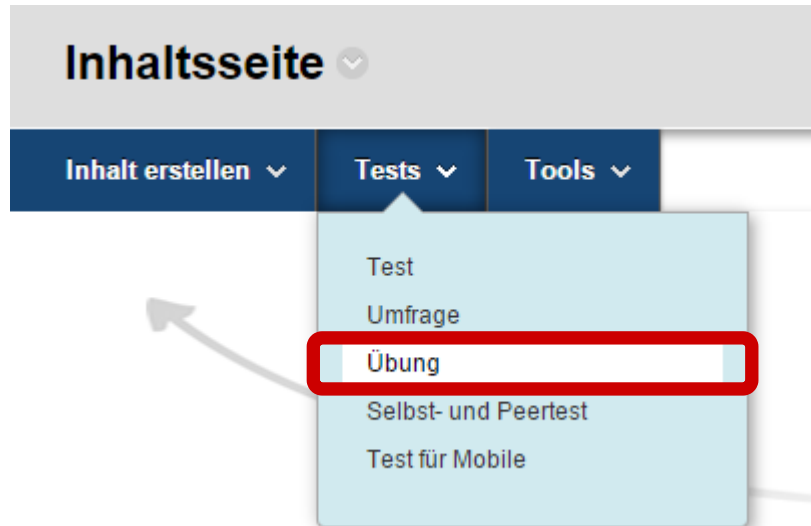 Inhaltsseite
Inhalt erstellen Tests Tools
Test
Umfrage
Übung
Selbst- und Peertest
Test für Mobile